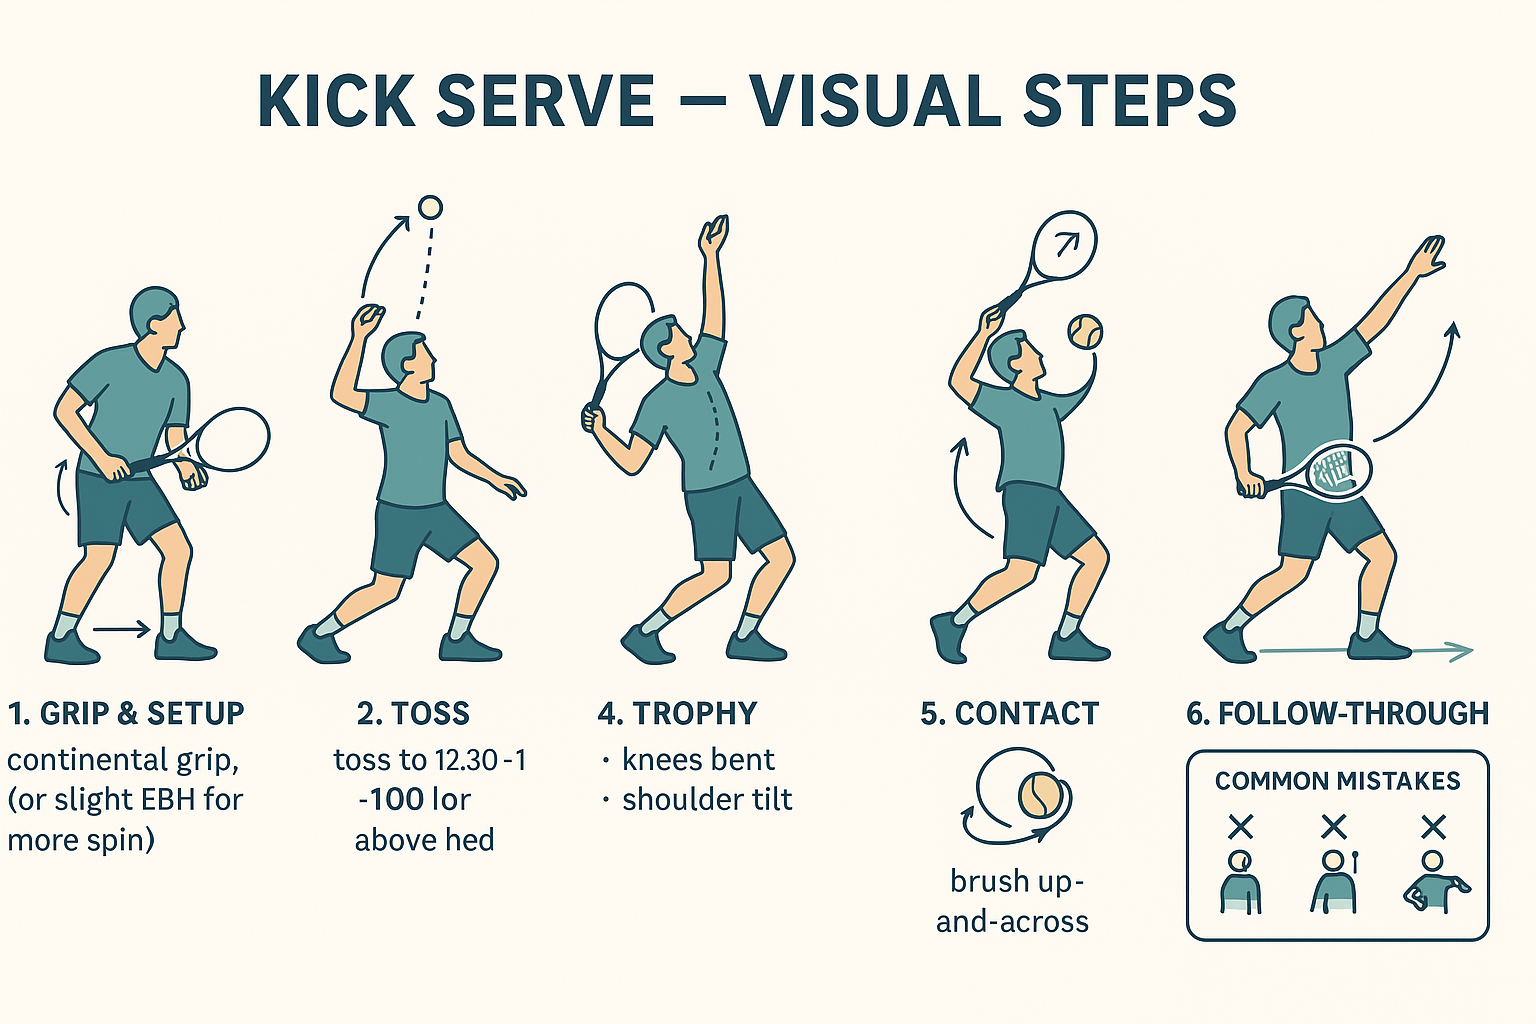 KICK SERVE — VISUAL STEPS
1. GRIP & SETUP
continental grip,
(or slight EBH for
more spin)
2. TOSS
toss to 12.30-1
-100 lor
above hed
4. TROPHY
· knees bent
· shoulder tilt
5. CONTACT
brush up-
and-across
6. FOLLOW-THROUGH
COMMON MISTAKES